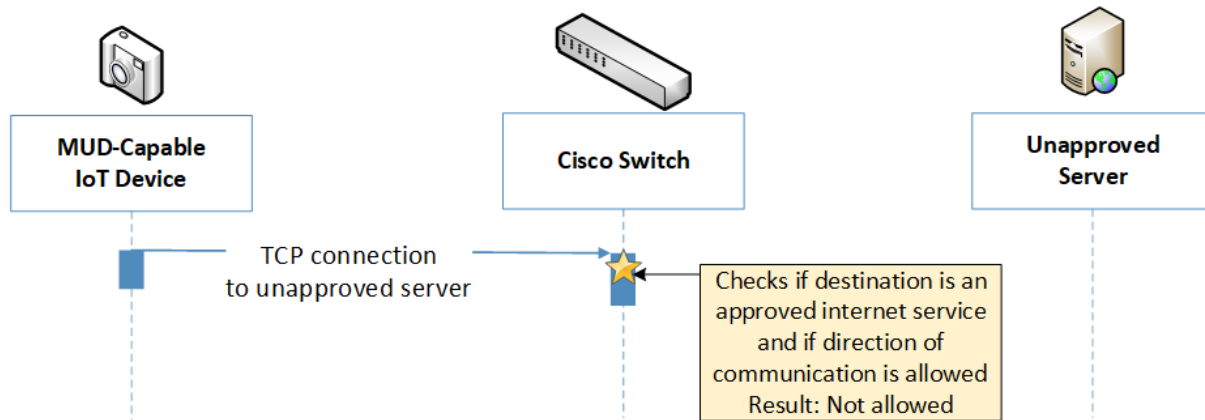 MUD-Capable
IoT Device
Cisco Switch
Unapproved
Server
TCP connection
to unapproved server
Checks if destination is an
approved internet service
and if direction of
communication is allowed
Result: Not allowed